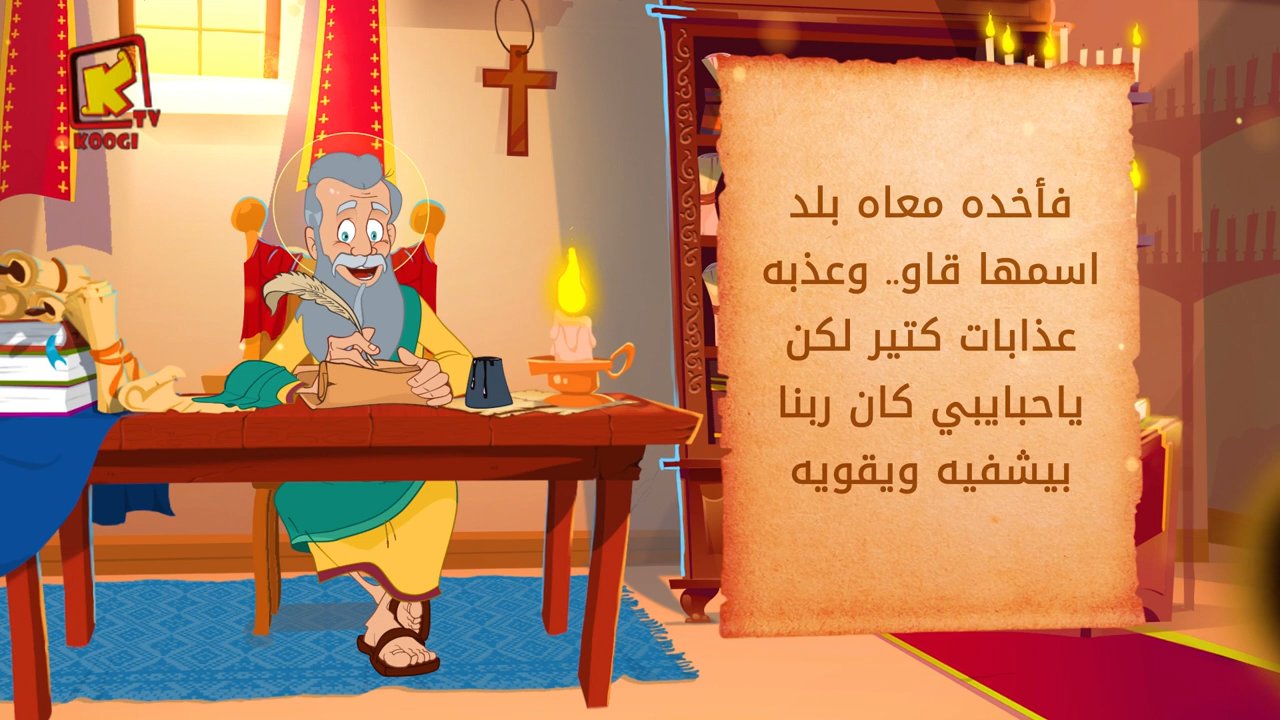 K
TV
KOOGI
فأخده معاه بلد
اسمها قاو.. وعذبه
عذابات كتير لكن
ياحبايبي كان ربنا
بيشفيه ويقويه